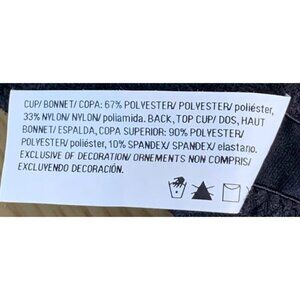 CUP/ BONNET/ COPA: 67% POLYESTER/ POLYESTER/ poliéster,
33% NYLON/ NYLON/ poliamida. BACK, TOP CUP/ DOS, HAUT
BONNET/ ESPALDA, COPA SUPERIOR: 90% POLYESTER/
POLYESTER/ poliéster, 10% SPANDEX/ SPANDEX/ elastano.
EXCLUSIVE OF DECORATION/ ORNEMENTS NON COMPRIS/
EXCLUYENDO DECORACIÓN.